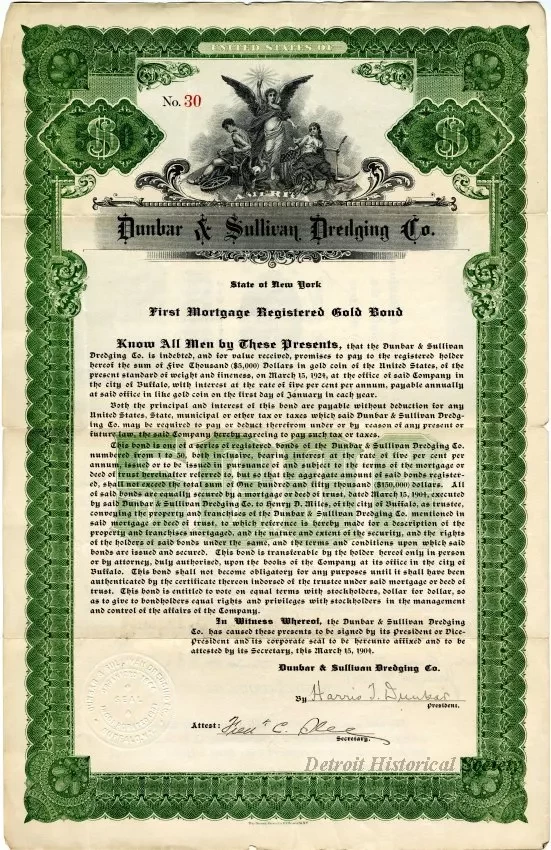 UNITED STATES OF
No. 30
$
$
AMERICA
Dunbar & Sullivan Dredging Co.
State of New York
First Mortgage Registered Gold Bond
Know All Men by These Presents, that the Dunbar & Sullivan
Dredging Co. is indebted, and for value received, promises to pay to the registered holder
hereof the sum of Five Thousand ($5,000) Dollars in gold coin of the United States, of the
present standard of weight and fineness, on March 15, 1924, at the office of said Company in
the city of Buffalo, with interest at the rate of five per cent per annum, payable annually
at said office in like gold coin on the first day of January in each year.
Both the principal and interest of this bond are payable without deduction for any
United States, State, municipal or other tax or taxes which said Dunbar & Sullivan Dredg-
ing Co. may be required to pay or deduct therefrom under or by reason of any present or
future law, the said Company hereby agreeing to pay such tax or taxes.
This bond is one of a series of registered bonds of the Dunbar & Sullivan Dredging Co.
numbered from 1 to 50, both inclusive, bearing interest at the rate of five per cent per
annum, issued or to be issued in pursuance of and subject to the terms of the mortgage or
deed of trust hereinafter referred to, but so that the aggregate amount of said bonds register-
ed, shall not exceed the total sum of One hundred and fifty thousand ($150,000) dollars. All
of said bonds are equally secured by a mortgage or deed of trust, dated March 15, 1904, executed
by said Dunbar & Sullivan Dredging Co. to Henry D. Miles, of the city of Buffalo, as trustee,
conveying the property and franchises of the Dunbar & Sullivan Dredging Co. mentioned in
said mortgage or deed of trust, to which reference is hereby made for a description of the
property and franchises mortgaged, and the nature and extent of the security, and the rights
of the holders of said bonds under the same, and the terms and conditions upon which said
bonds are issued and secured. This bond is transferable by the holder hereof only in person
or by attorney, duly authorised, upon the books of the Company at its office in the city of
Buffalo. This bond shall not become obligatory for any purposes until it shall have been
authenticated by the certificate thereon indorsed of the trustee under said mortgage or deed of
trust. This bond is entitled to vote on equal terms with stockholders, dollar for dollar, so
as to give to bondholders equal rights and privileges with stockholders in the management
and control of the affairs of the Company.
In Witness Whereof, the Dunbar & Sullivan Dredging
Co. has caused these presents to be signed by its President or Vice-
President and its corporate seal to be hereunto affixed and to be
attested by its Secretary, this March 15, 1904.
Dunbar & Sullivan Dredging Co.
By Harris T. Dunbar
President.
Attest:
Secretary.
Detroit Historical Society